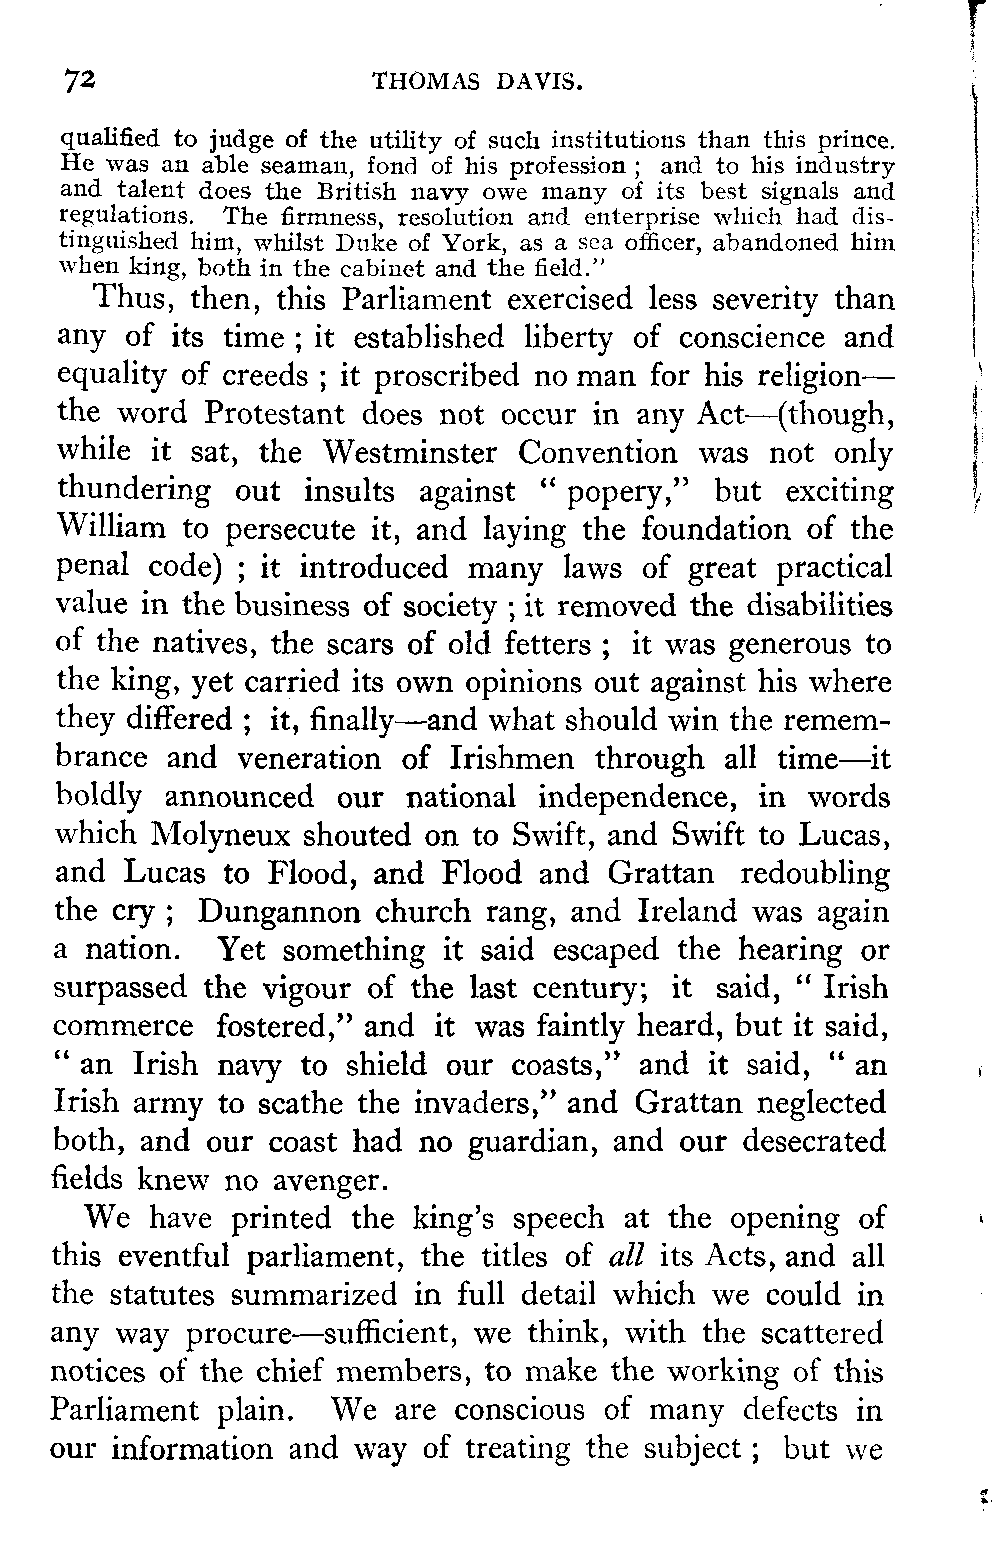 72 THOMAS DAVIS.
qualified to judge of the utility of such institutions than this prince.
He was an able seaman, fond of his profession ; and to his industry
and talent does the British navy owe many of its best signals and
regulations. The firmness, resolution and enterprise which had dis-
tinguished him, whilst Duke of York, as a sea officer, abandoned him
when king, both in the cabinet and the field."
Thus, then, this Parliament exercised less severity than
any of its time ; it established liberty of conscience and
equality of creeds ; it proscribed no man for his religion—
the word Protestant does not occur in any Act—(though,
while it sat, the Westminster Convention was not only
thundering out insults against " popery," but exciting
William to persecute it, and laying the foundation of the
penal code) ; it introduced many laws of great practical
value in the business of society ; it removed the disabilities
of the natives, the scars of old fetters ; it was generous to
the king, yet carried its own opinions out against his where
they differed ; it, finally—and what should win the remem-
brance and veneration of Irishmen through all time—it
boldly announced our national independence, in words
which Molyneux shouted on to Swift, and Swift to Lucas,
and Lucas to Flood, and Flood and Grattan redoubling
the cry ; Dungannon church rang, and Ireland was again
a nation. Yet something it said escaped the hearing or
surpassed the vigour of the last century; it said, " Irish
commerce fostered," and it was faintly heard, but it said,
" an Irish navy to shield our coasts," and it said, " an
Irish army to scathe the invaders," and Grattan neglected
both, and our coast had no guardian, and our desecrated
fields knew no avenger.
We have printed the king's speech at the opening of
this eventful parliament, the titles of all its Acts, and all
the statutes summarized in full detail which we could in
any way procure—sufficient, we think, with the scattered
notices of the chief members, to make the working of this
Parliament plain. We are conscious of many defects in
our information and way of treating the subject ; but we